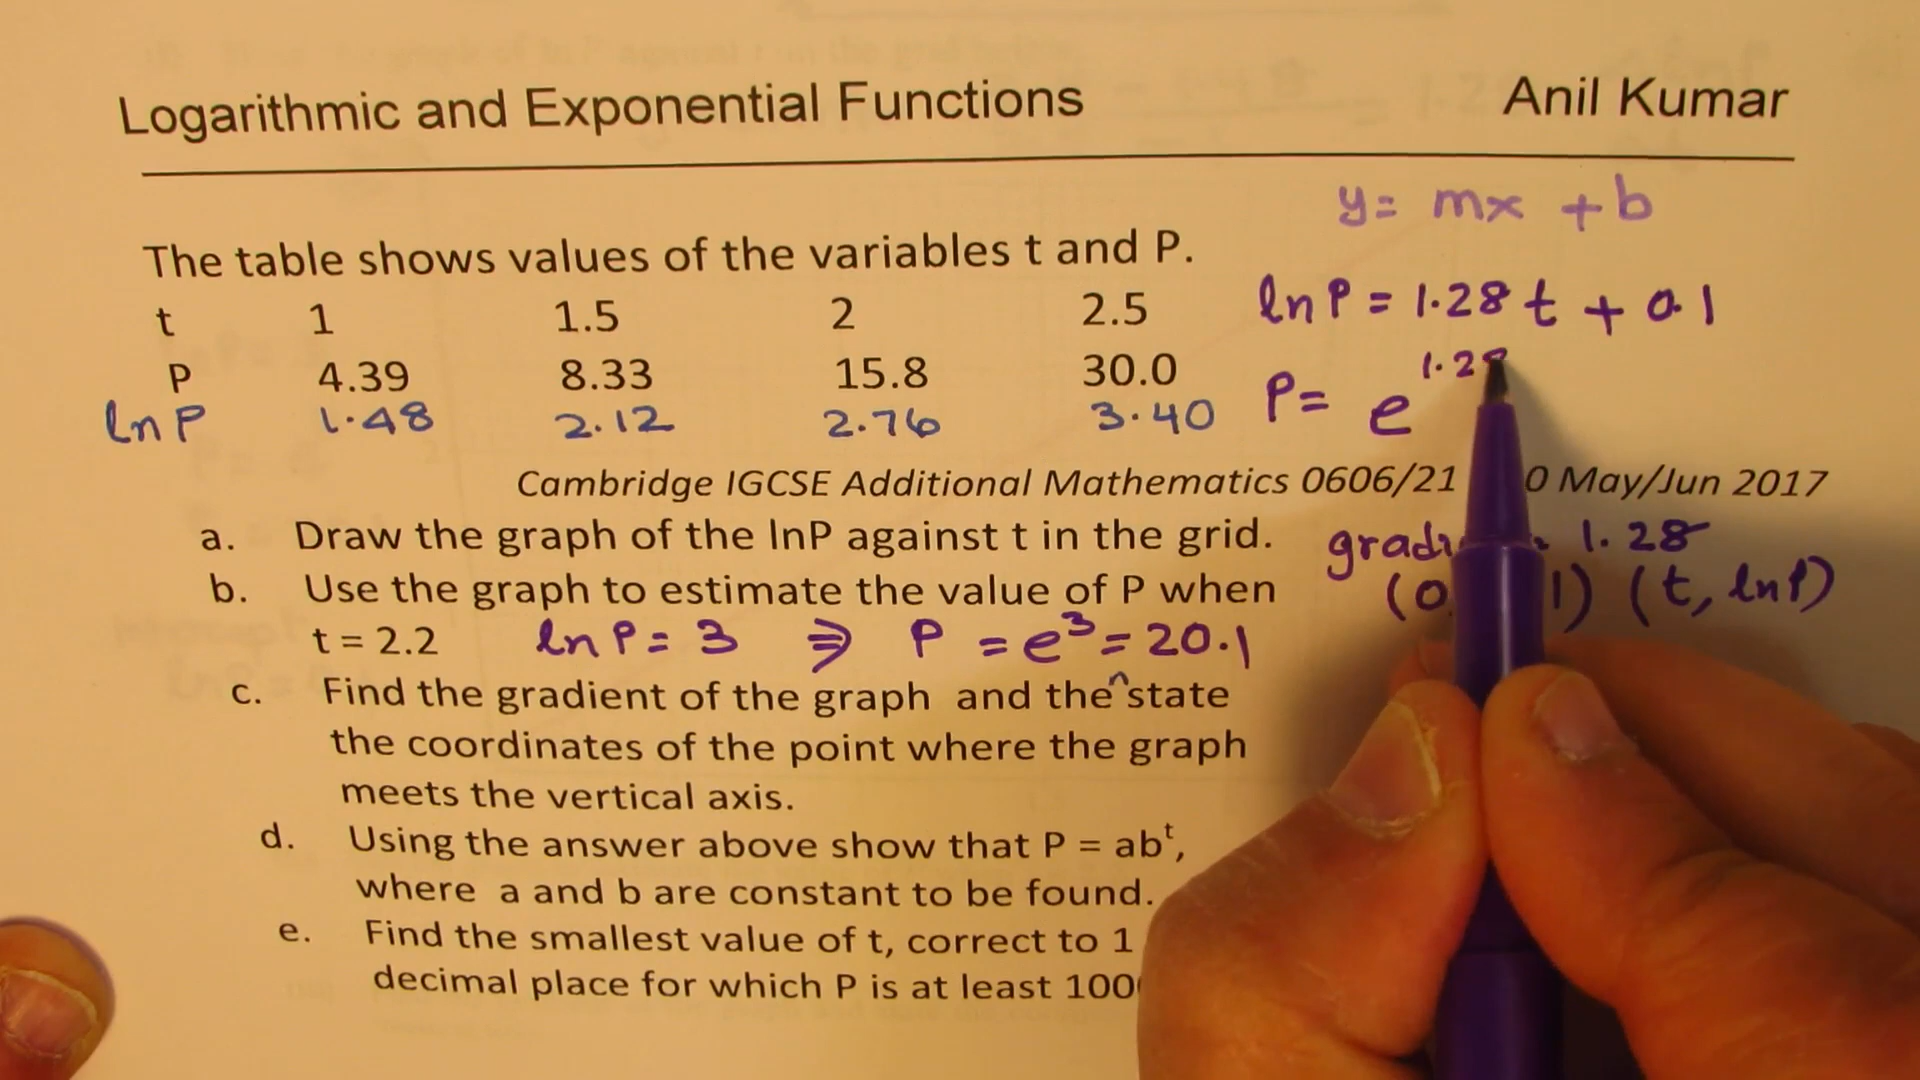 Logarithmic and Exponential Functions Anil Kumar
y = mx + b
The table shows values of the variables t and P.
t 1 1.5 2 2.5
ln P = 1.28 t + 0.1
P 4.39 8.33 15.8 30.0
P = e^1.28
ln P 1.48 2.12 2.76 3.40
Cambridge IGCSE Additional Mathematics 0606/21 0 May/Jun 2017
a. Draw the graph of the lnP against t in the grid.
1.28
b. Use the graph to estimate the value of P when
(t, ln P)
t = 2.2 ln P = 3 ⇒ P = e^3 = 20.1
c. Find the gradient of the graph and the ^ state
the coordinates of the point where the graph
meets the vertical axis.
d. Using the answer above show that P = ab^t,
where a and b are constant to be found.
e. Find the smallest value of t, correct to 1
decimal place for which P is at least